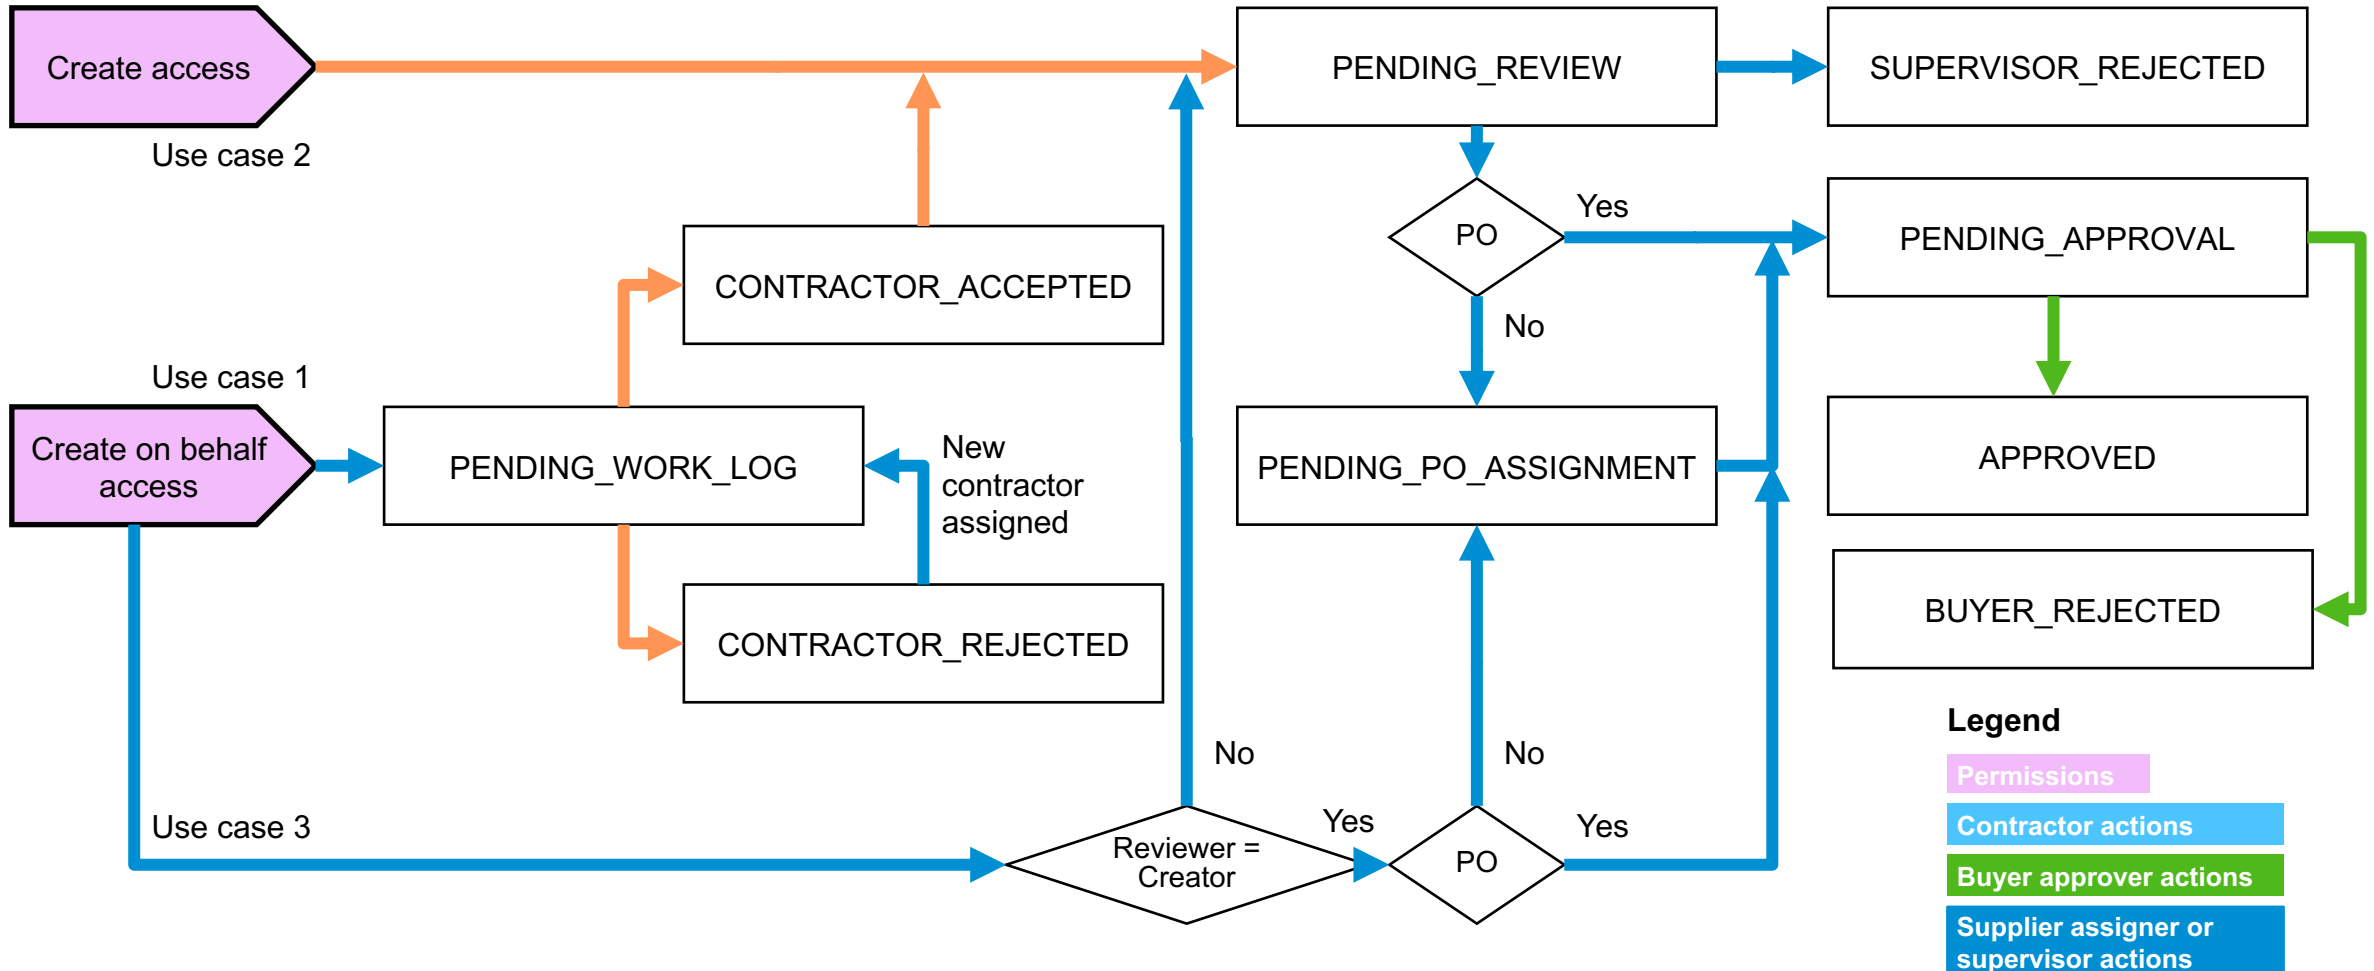 Create access
PENDING_REVIEW
SUPERVISOR_REJECTED
Use case 2
Yes
PO
PENDING_APPROVAL
CONTRACTOR_ACCEPTED
No
Use case 1
Create on behalf
access
PENDING_WORK_LOG
New
contractor
assigned
PENDING_PO_ASSIGNMENT
APPROVED
BUYER_REJECTED
CONTRACTOR_REJECTED
Legend
No
No
Permissions
Use case 3
Yes
Yes
Contractor actions
Reviewer =
Creator
PO
Buyer approver actions
Supplier assigner or
supervisor actions